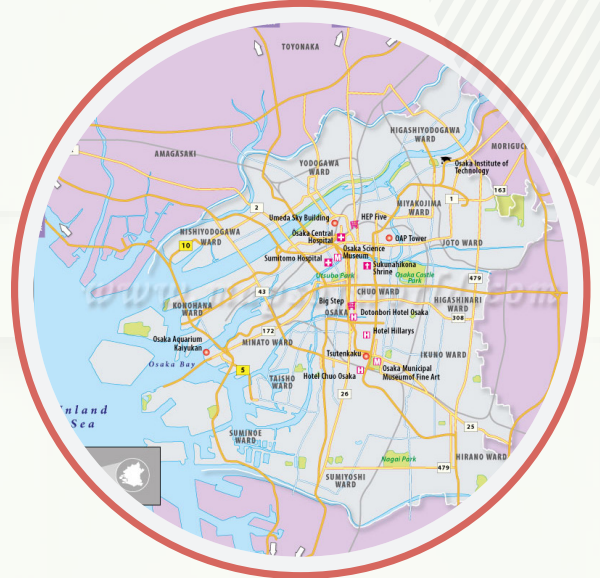 TOYONAKA
HIGASHIYODOGAWA
WARD
AMAGASAKI
MORIGUC
Osaka Institute of
Technology
YODOGAWA
WARD
163
2
MIYAKOJIMA
WARD
1
Umeda Sky Building
HEP Five
NISHIYODOGAWA
WARD
Osaka Central
Hospital
OAP Tower
JOTO WARD
10
Osaka Science
Museum
Sumitomo Hospital
Sukunahikona
Shrine
Utsubo Park
Osaka Castle
Park
479
43
CHUO WARD
KONOHANA
WARD
Big Step
HIGASHINARI
WARD
OSAKA
Dotonbori Hotel Osaka
308
172
Hotel Hillarys
Osaka Aquarium
Kaiyukan
MINATO WARD
Tsutenkaku
IKUNO WARD
Osaka Bay
5
TAISHO
WARD
Hotel Chuo Osaka
Osaka Municipal
Museumof Fine Art
26
Inland
Sea
25
SUMINOE
WARD
Nagai Park
HIRANO WARD
479
SUMIYOSHI
WARD